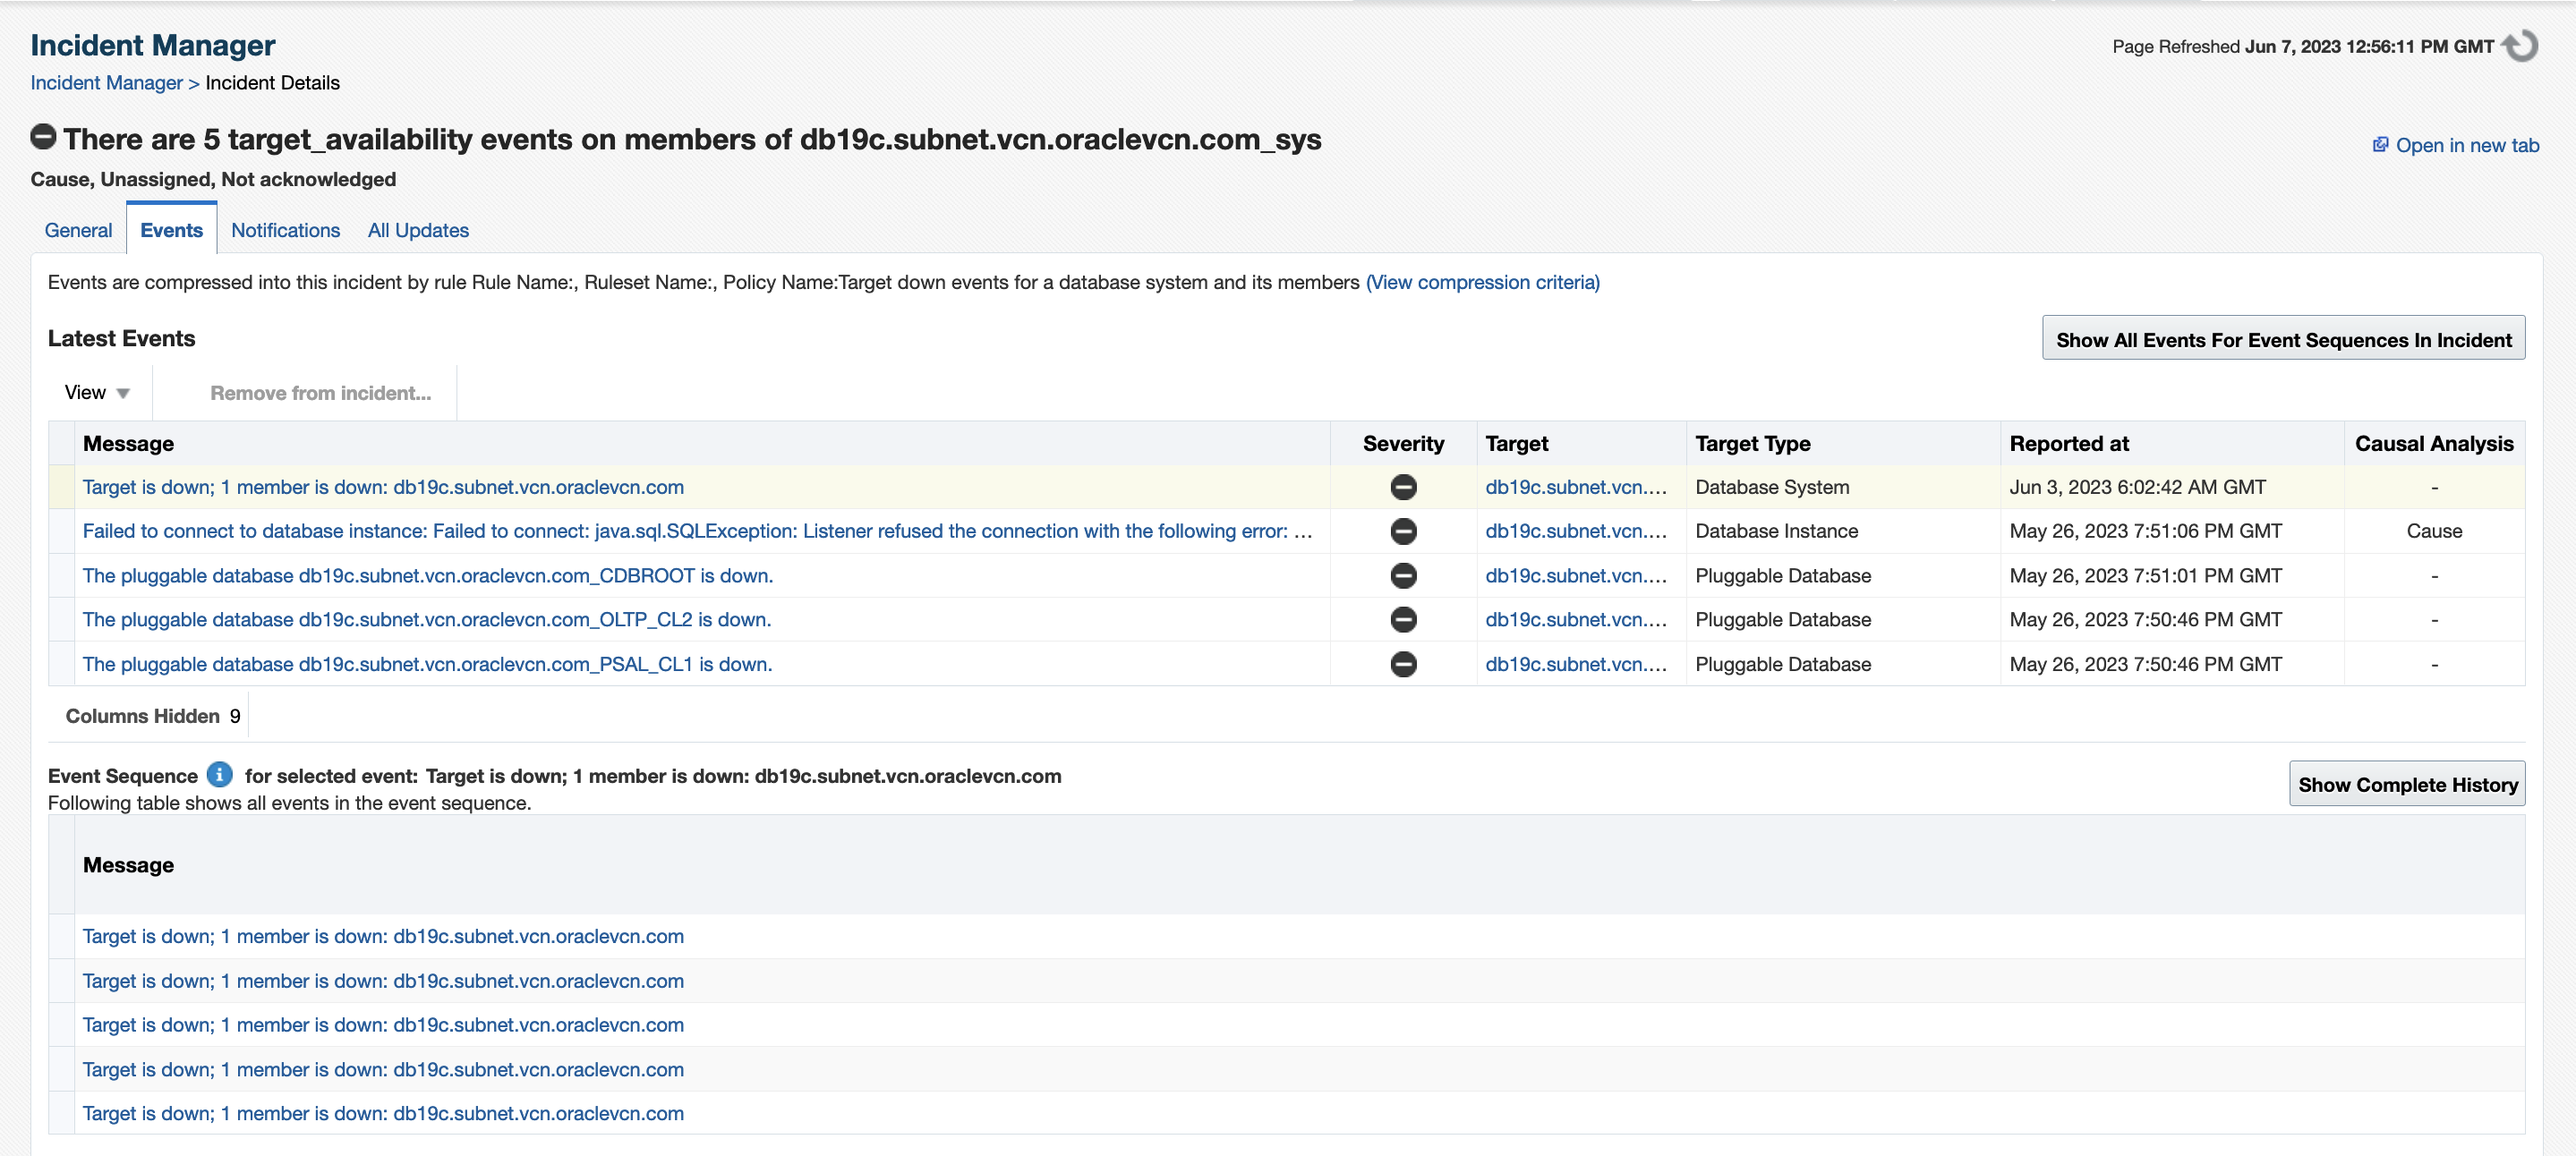 Incident Manager
Page Refreshed Jun 7, 2023 12:56:11 PM GMT
Incident Manager > Incident Details
There are 5 target_availability events on members of db19c.subnet.vcn.oraclevcn.com_sys
Open in new tab
Cause, Unassigned, Not acknowledged
General Events Notifications All Updates
Events are compressed into this incident by rule Rule Name:, Ruleset Name:, Policy Name:Target down events for a database system and its members (View compression criteria)
Latest Events
Show All Events For Event Sequences In Incident
View Remove from incident...
Message Severity Target Target Type Reported at Causal Analysis
Target is down; 1 member is down: db19c.subnet.vcn.oraclevcn.com db19c.subnet.vcn.... Database System Jun 3, 2023 6:02:42 AM GMT -
Failed to connect to database instance: Failed to connect: java.sql.SQLException: Listener refused the connection with the following error: ... db19c.subnet.vcn.... Database Instance May 26, 2023 7:51:06 PM GMT Cause
The pluggable database db19c.subnet.vcn.oraclevcn.com_CDBROOT is down. db19c.subnet.vcn.... Pluggable Database May 26, 2023 7:51:01 PM GMT -
The pluggable database db19c.subnet.vcn.oraclevcn.com_OLTP_CL2 is down. db19c.subnet.vcn.... Pluggable Database May 26, 2023 7:50:46 PM GMT -
The pluggable database db19c.subnet.vcn.oraclevcn.com_PSAL_CL1 is down. db19c.subnet.vcn.... Pluggable Database May 26, 2023 7:50:46 PM GMT -
Columns Hidden 9
Event Sequence i for selected event: Target is down; 1 member is down: db19c.subnet.vcn.oraclevcn.com
Show Complete History
Following table shows all events in the event sequence.
Message
Target is down; 1 member is down: db19c.subnet.vcn.oraclevcn.com
Target is down; 1 member is down: db19c.subnet.vcn.oraclevcn.com
Target is down; 1 member is down: db19c.subnet.vcn.oraclevcn.com
Target is down; 1 member is down: db19c.subnet.vcn.oraclevcn.com
Target is down; 1 member is down: db19c.subnet.vcn.oraclevcn.com